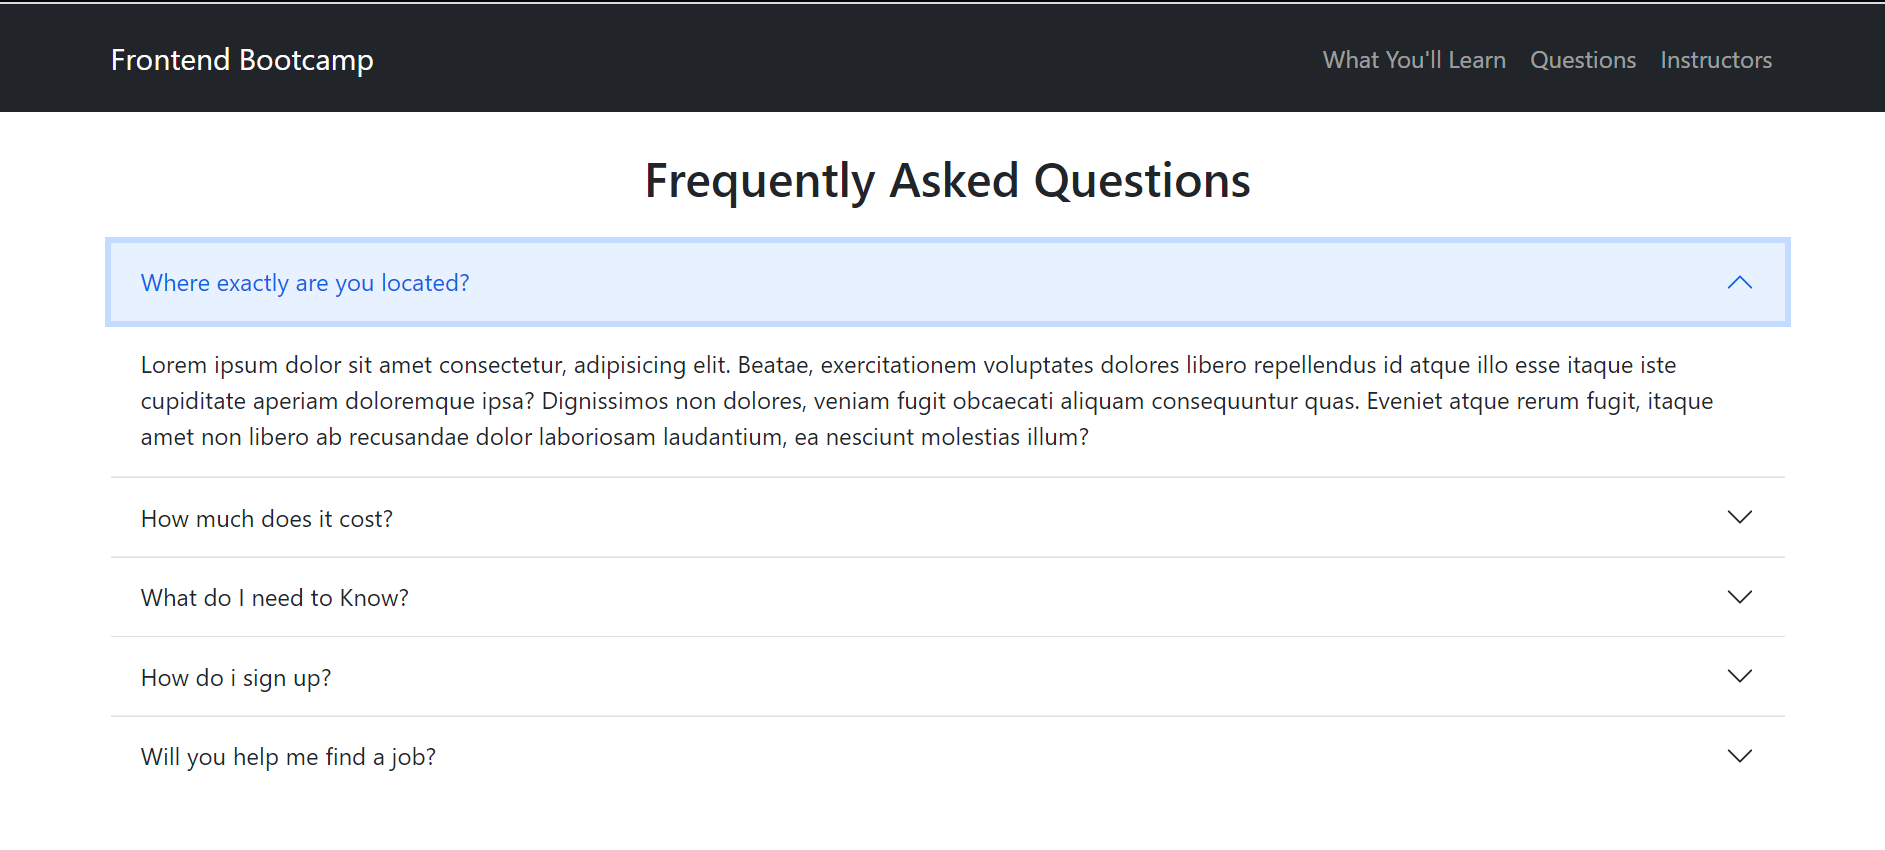 Frontend Bootcamp
What You'll Learn Questions Instructors
Frequently Asked Questions
Where exactly are you located?
Lorem ipsum dolor sit amet consectetur, adipisicing elit. Beatae, exercitationem voluptates dolores libero repellendus id atque illo esse itaque iste
cupiditate aperiam doloremque ipsa? Dignissimos non dolores, veniam fugit obcaecati aliquam consequuntur quas. Eveniet atque rerum fugit, itaque
amet non libero ab recusandae dolor laboriosam laudantium, ea nesciunt molestias illum?
How much does it cost?
What do I need to Know?
How do i sign up?
Will you help me find a job?